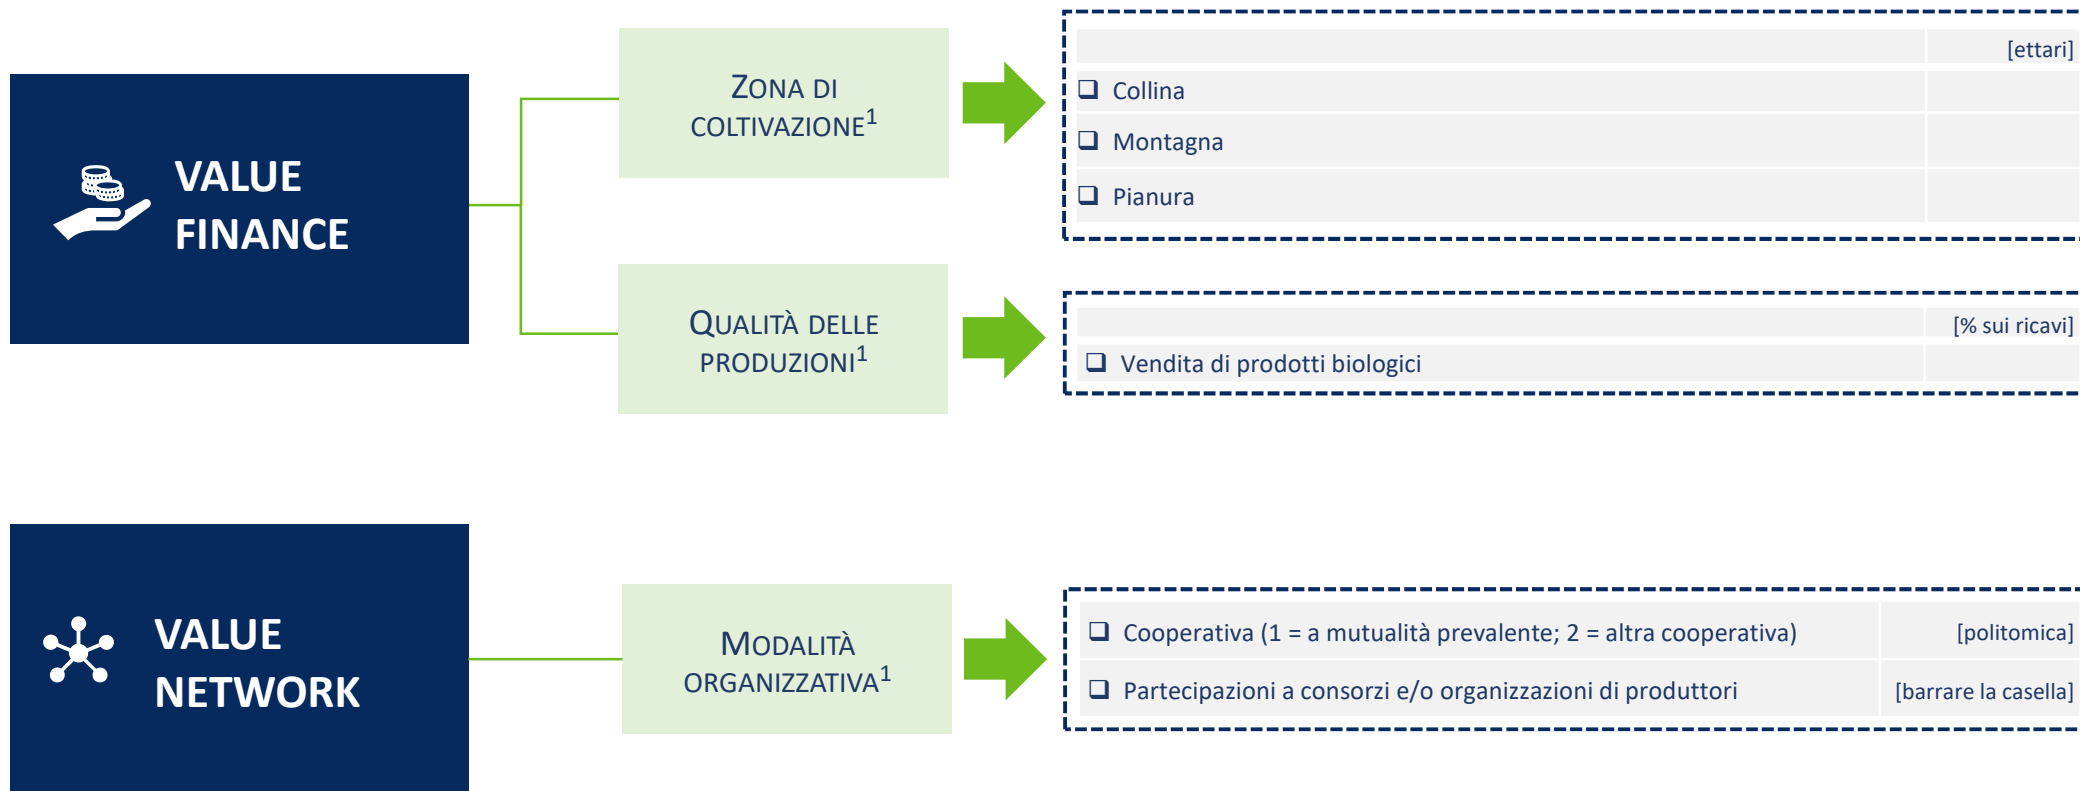 VALUE
FINANCE
ZONA DI
COLTIVAZIONE1
[ettari]
❑ Collina
❑ Montagna
❑ Pianura
QUALITÀ DELLE
PRODUZIONI1
[% sui ricavi]
❑ Vendita di prodotti biologici
VALUE
NETWORK
MODALITÀ
ORGANIZZATIVA1
❑ Cooperativa (1 = a mutualità prevalente; 2 = altra cooperativa) [politomica]
❑ Partecipazioni a consorzi e/o organizzazioni di produttori [barrare la casella]